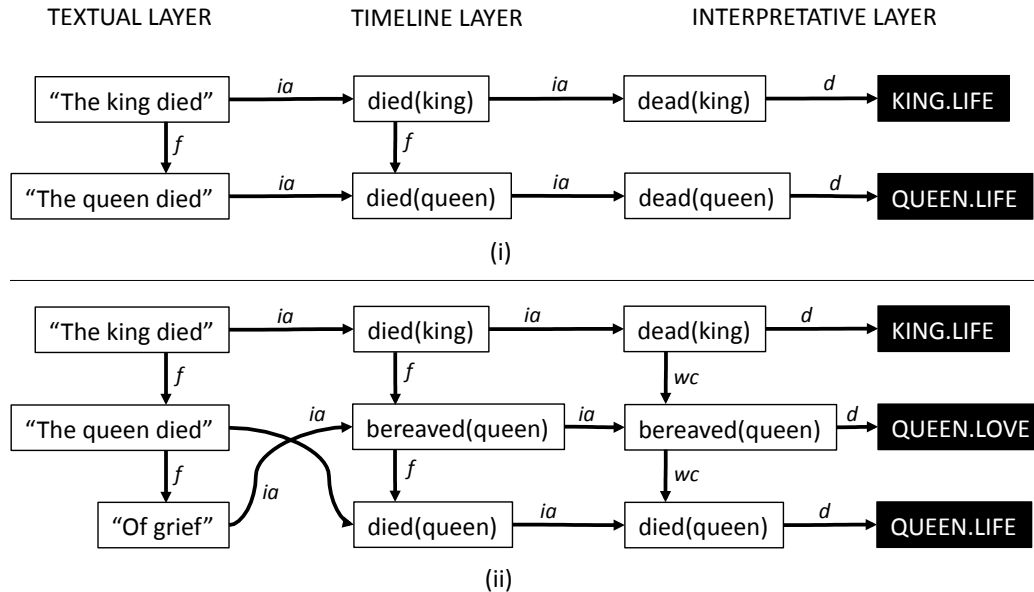 TEXTUAL LAYER TIMELINE LAYER INTERPRETATIVE LAYER
“The king died” ia died(king) ia dead(king) d KING.LIFE
f f
“The queen died” ia died(queen) ia dead(queen) d QUEEN.LIFE
(i)
“The king died” ia died(king) ia dead(king) d KING.LIFE
f f wc
“The queen died” ia bereaved(queen) ia bereaved(queen) d QUEEN.LOVE
f ia f wc
“Of grief” died(queen) ia died(queen) d QUEEN.LIFE
(ii)